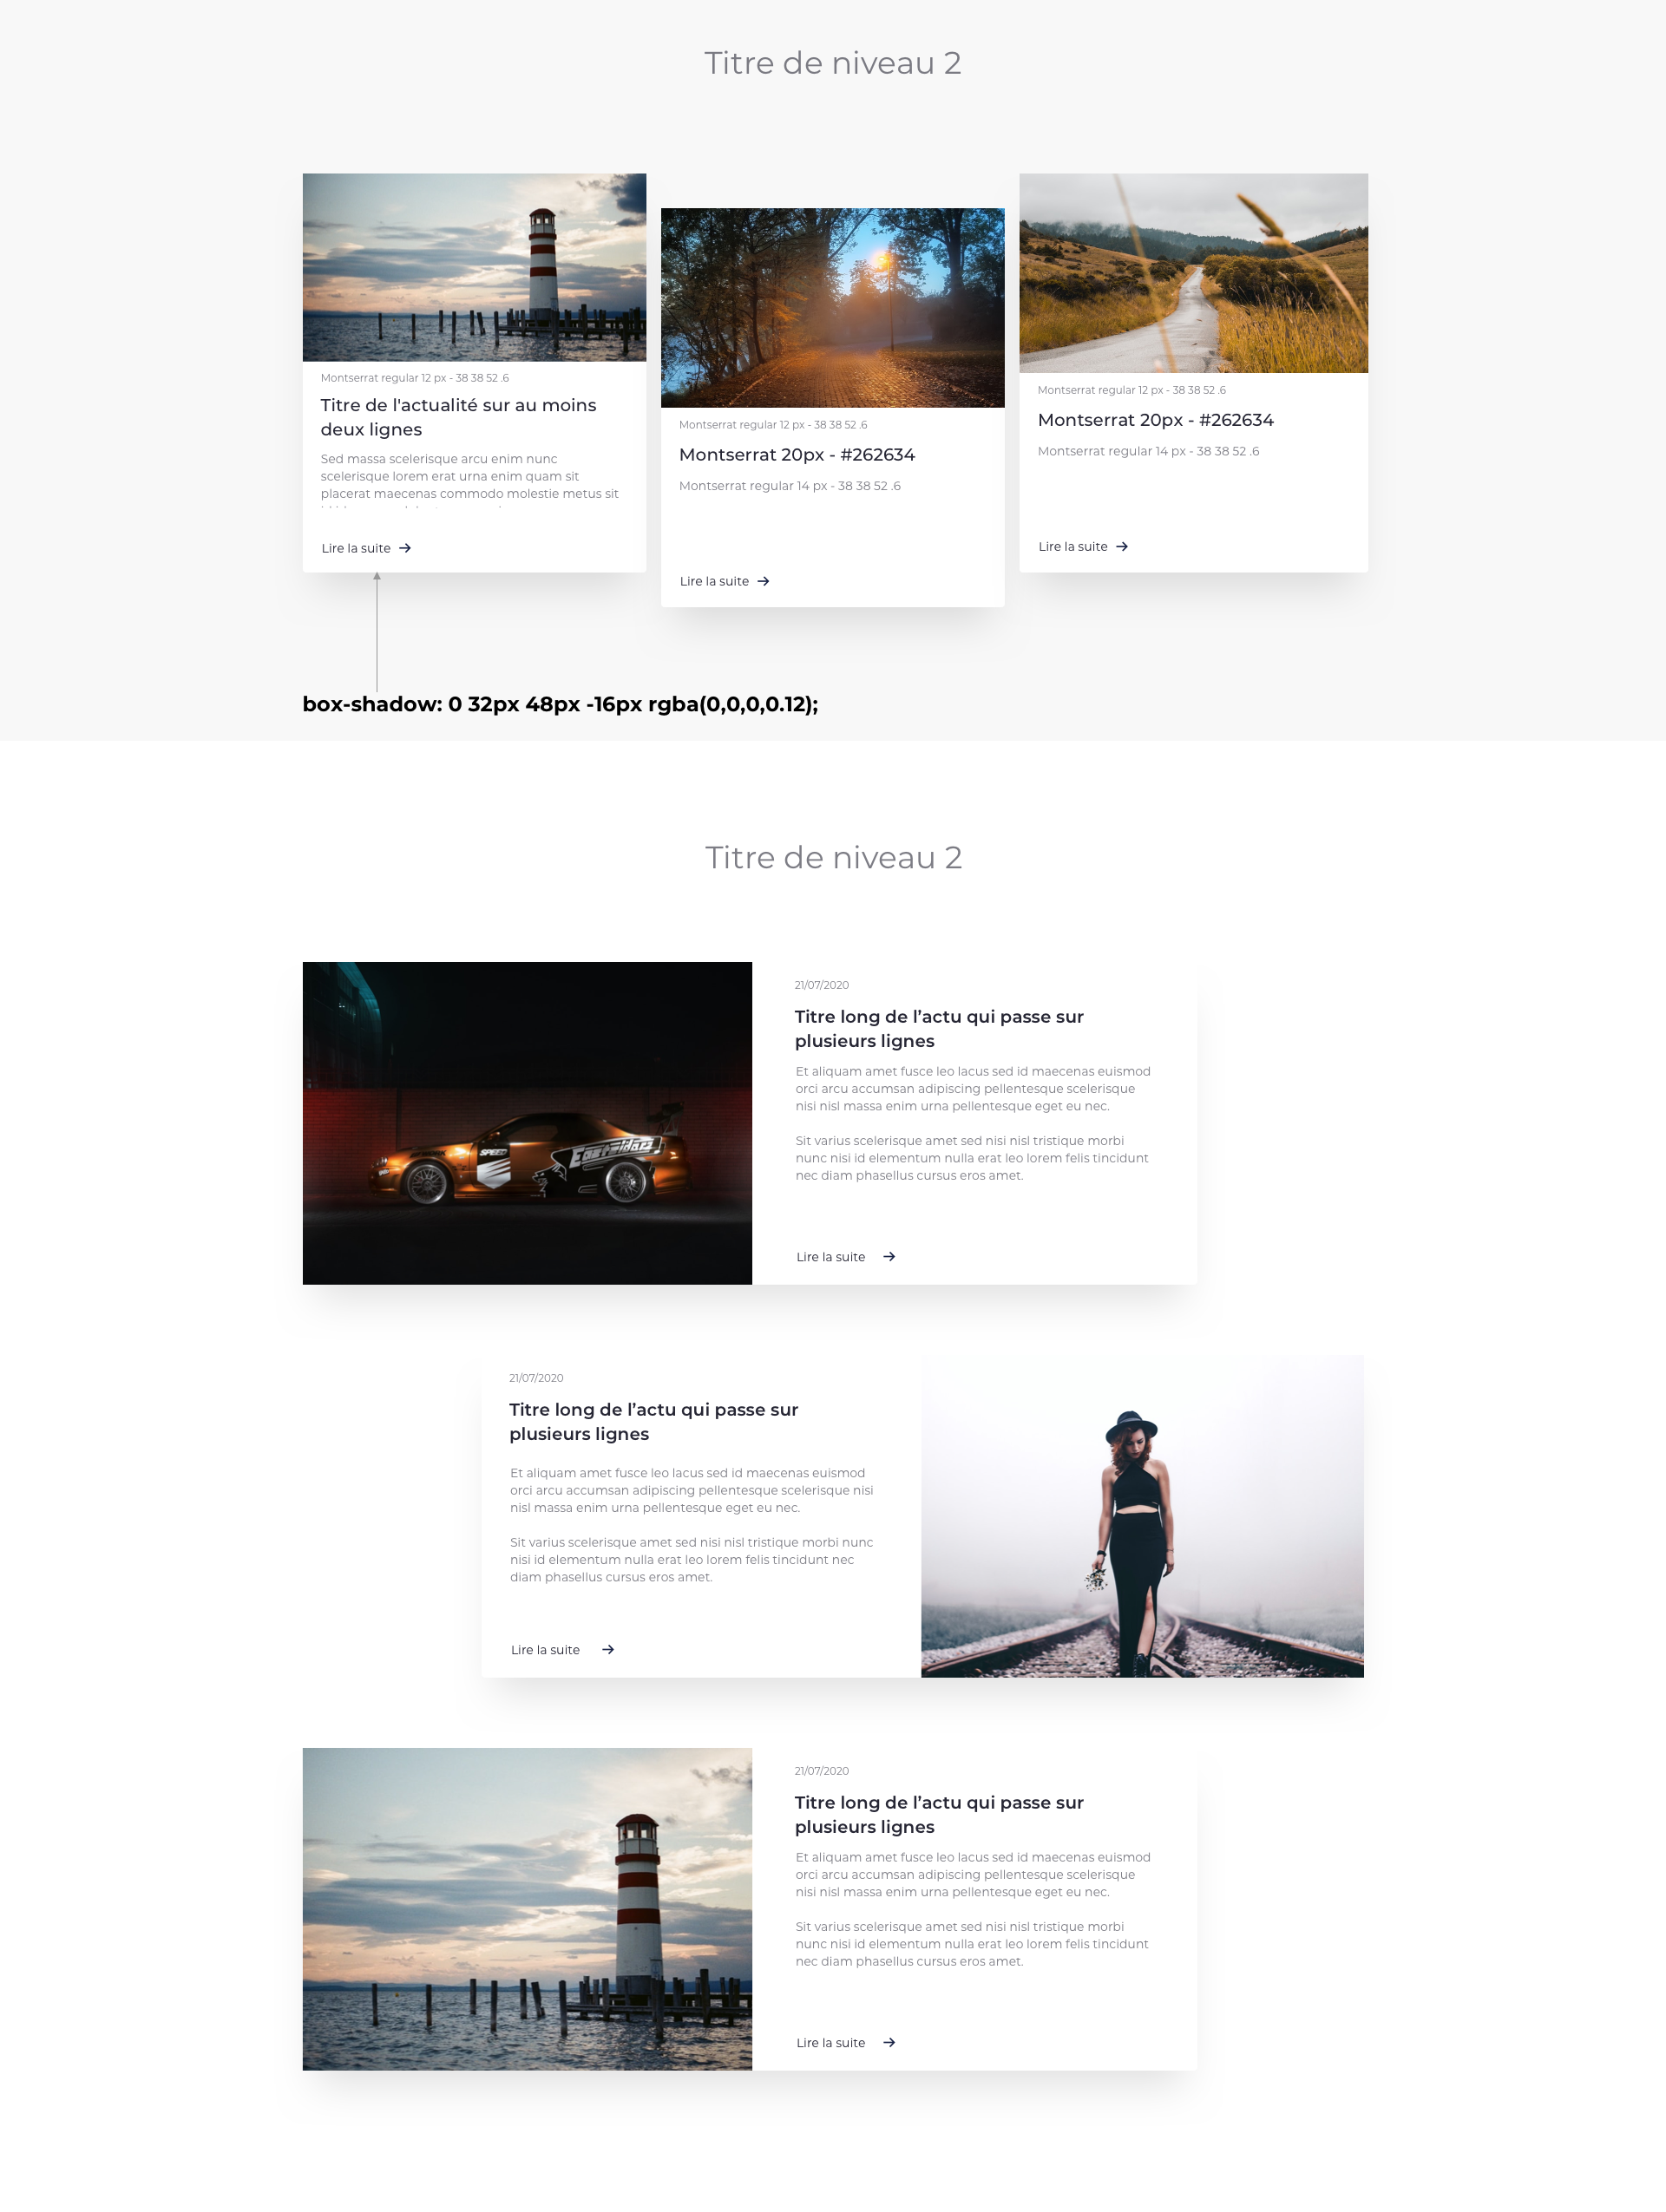 Titre de niveau 2
Montserrat regular 12 px - 38 38 52 .6
Titre de l'actualité sur au moins
deux lignes
Sed massa scelerisque arcu enim nunc
scelerisque lorem erat urna enim quam sit
placerat maecenas commodo molestie metus sit
Lire la suite
Montserrat regular 12 px - 38 38 52 .6
Montserrat 20px - #262634
Montserrat regular 14 px - 38 38 52 .6
Lire la suite
Montserrat regular 12 px - 38 38 52 .6
Montserrat 20px - #262634
Montserrat regular 14 px - 38 38 52 .6
Lire la suite
box-shadow: 0 32px 48px -16px rgba(0,0,0,0.12);
Titre de niveau 2
SPEED
21/07/2020
Titre long de l’actu qui passe sur
plusieurs lignes
Et aliquam amet fusce leo lacus sed id maecenas euismod
orci arcu accumsan adipiscing pellentesque scelerisque
nisi nisl massa enim urna pellentesque eget eu nec.
Sit varius scelerisque amet sed nisi nisl tristique morbi
nunc nisi id elementum nulla erat leo lorem felis tincidunt
nec diam phasellus cursus eros amet.
Lire la suite
21/07/2020
Titre long de l’actu qui passe sur
plusieurs lignes
Et aliquam amet fusce leo lacus sed id maecenas euismod
orci arcu accumsan adipiscing pellentesque scelerisque nisi
nisl massa enim urna pellentesque eget eu nec.
Sit varius scelerisque amet sed nisi nisl tristique morbi nunc
nisi id elementum nulla erat leo lorem felis tincidunt nec
diam phasellus cursus eros amet.
Lire la suite
21/07/2020
Titre long de l’actu qui passe sur
plusieurs lignes
Et aliquam amet fusce leo lacus sed id maecenas euismod
orci arcu accumsan adipiscing pellentesque scelerisque
nisi nisl massa enim urna pellentesque eget eu nec.
Sit varius scelerisque amet sed nisi nisl tristique morbi
nunc nisi id elementum nulla erat leo lorem felis tincidunt
nec diam phasellus cursus eros amet.
Lire la suite